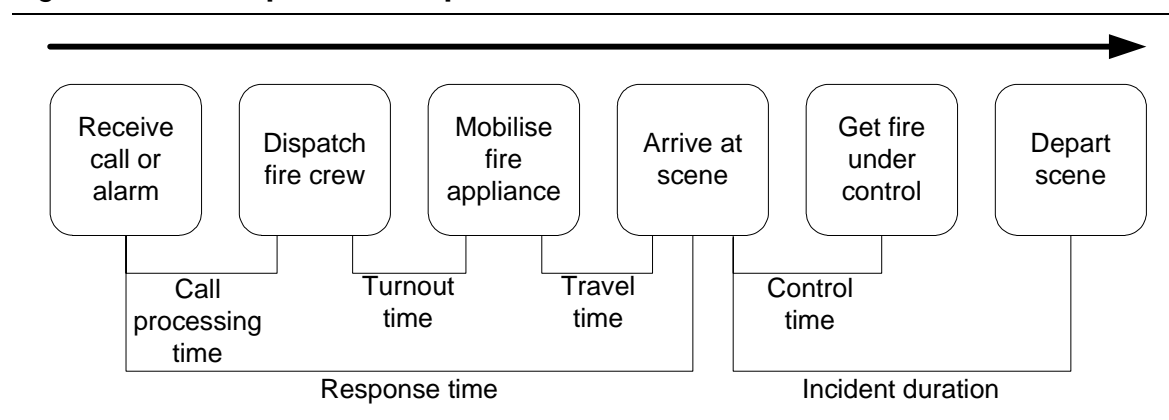 Receive
call or
alarm
Dispatch
fire crew
Mobilise
fire
appliance
Arrive at
scene
Get fire
under
control
Depart
scene
Call
processing
time
Turnout
time
Travel
time
Control
time
Response time
Incident duration